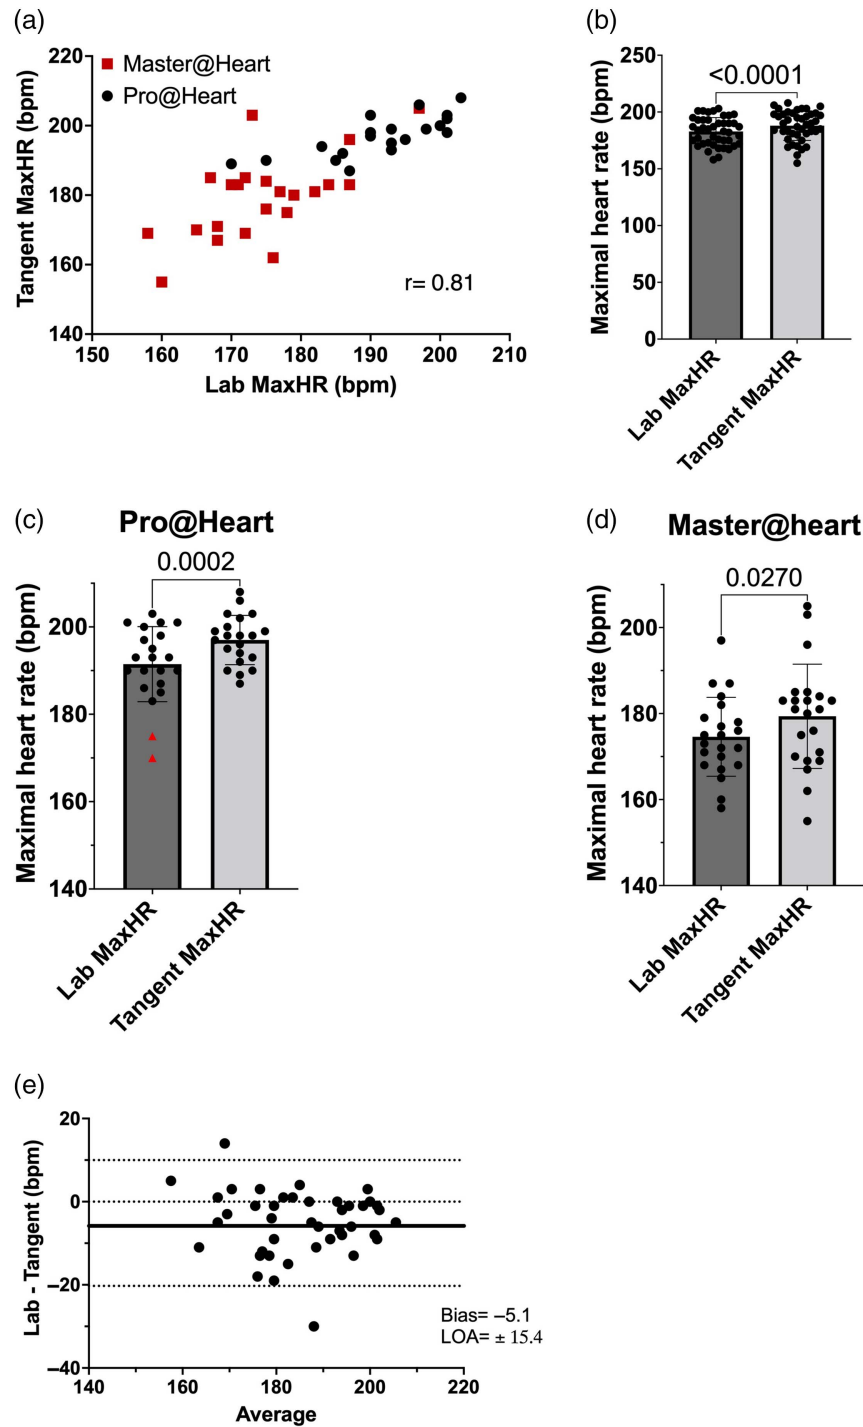 (a)
220
200
180
160
140
Tangent MaxHR (bpm)
Master@Heart
Pro@Heart
r= 0.81
150 160 170 180 190 200 210
Lab MaxHR (bpm)
(b)
250
200
150
100
50
0
Maximal heart rate (bpm)
<0.0001
Lab MaxHR
Tangent MaxHR
(c)
Pro@Heart
0.0002
200
180
160
140
Maximal heart rate (bpm)
Lab MaxHR
Tangent MaxHR
(d)
Master@heart
0.0270
200
180
160
140
Maximal heart rate (bpm)
Lab MaxHR
Tangent MaxHR
(e)
20
0
−20
−40
Lab - Tangent (bpm)
Bias= −5.1
LOA= ± 15.4
140 160 180 200 220
Average